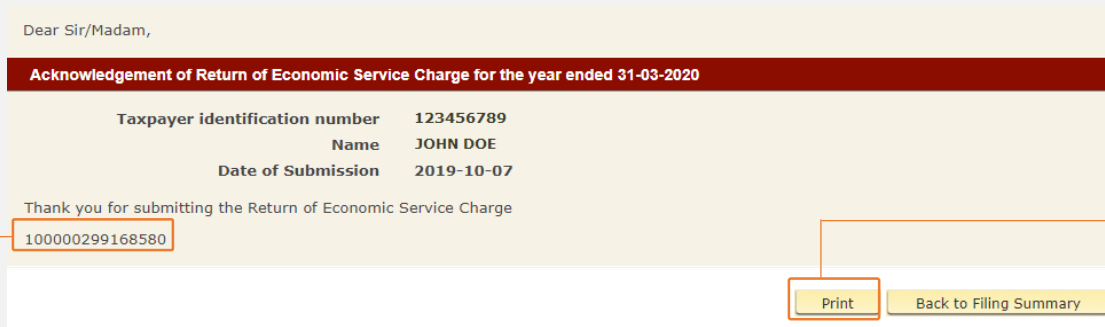 Dear Sir/Madam,
Acknowledgement of Return of Economic Service Charge for the year ended 31-03-2020
Taxpayer identification number 123456789
Name JOHN DOE
Date of Submission 2019-10-07
Thank you for submitting the Return of Economic Service Charge
100000299168580
Print Back to Filing Summary